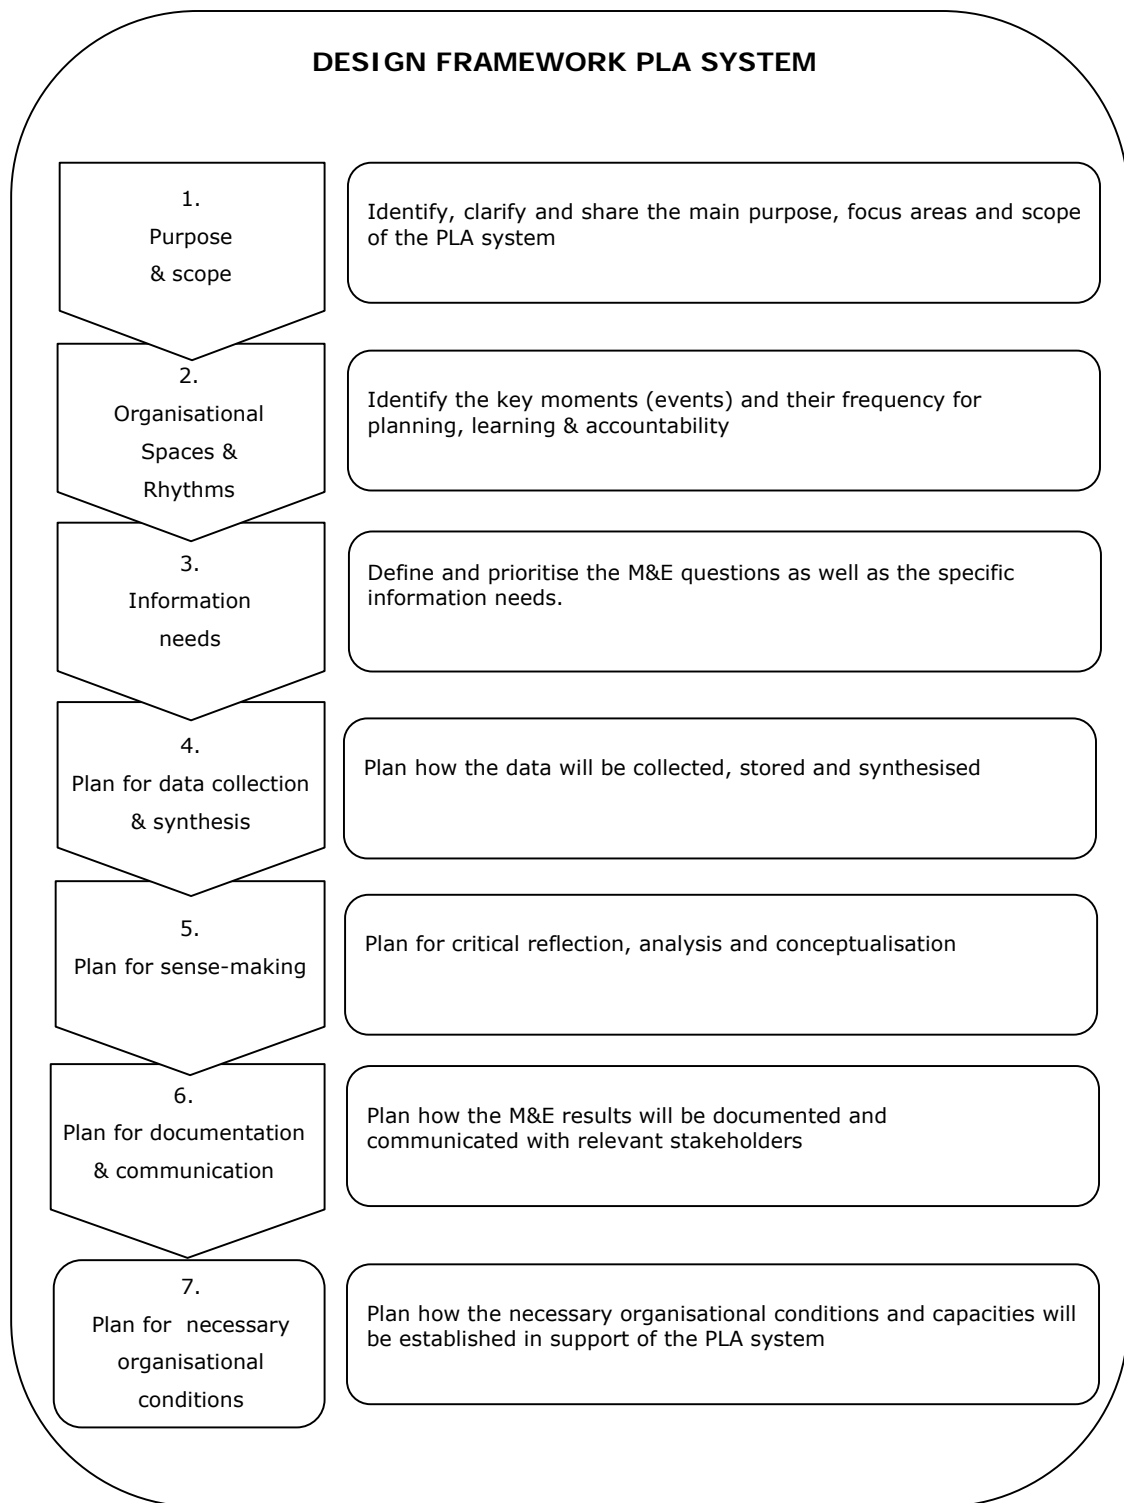 DESIGN FRAMEWORK PLA SYSTEM
1.
Purpose
& scope
Identify, clarify and share the main purpose, focus areas and scope
of the PLA system
2.
Organisational
Spaces &
Rhythms
Identify the key moments (events) and their frequency for
planning, learning & accountability
3.
Information
needs
Define and prioritise the M&E questions as well as the specific
information needs.
4.
Plan for data collection
& synthesis
Plan how the data will be collected, stored and synthesised
5.
Plan for sense-making
Plan for critical reflection, analysis and conceptualisation
6.
Plan for documentation
& communication
Plan how the M&E results will be documented and
communicated with relevant stakeholders
7.
Plan for necessary
organisational
conditions
Plan how the necessary organisational conditions and capacities will
be established in support of the PLA system